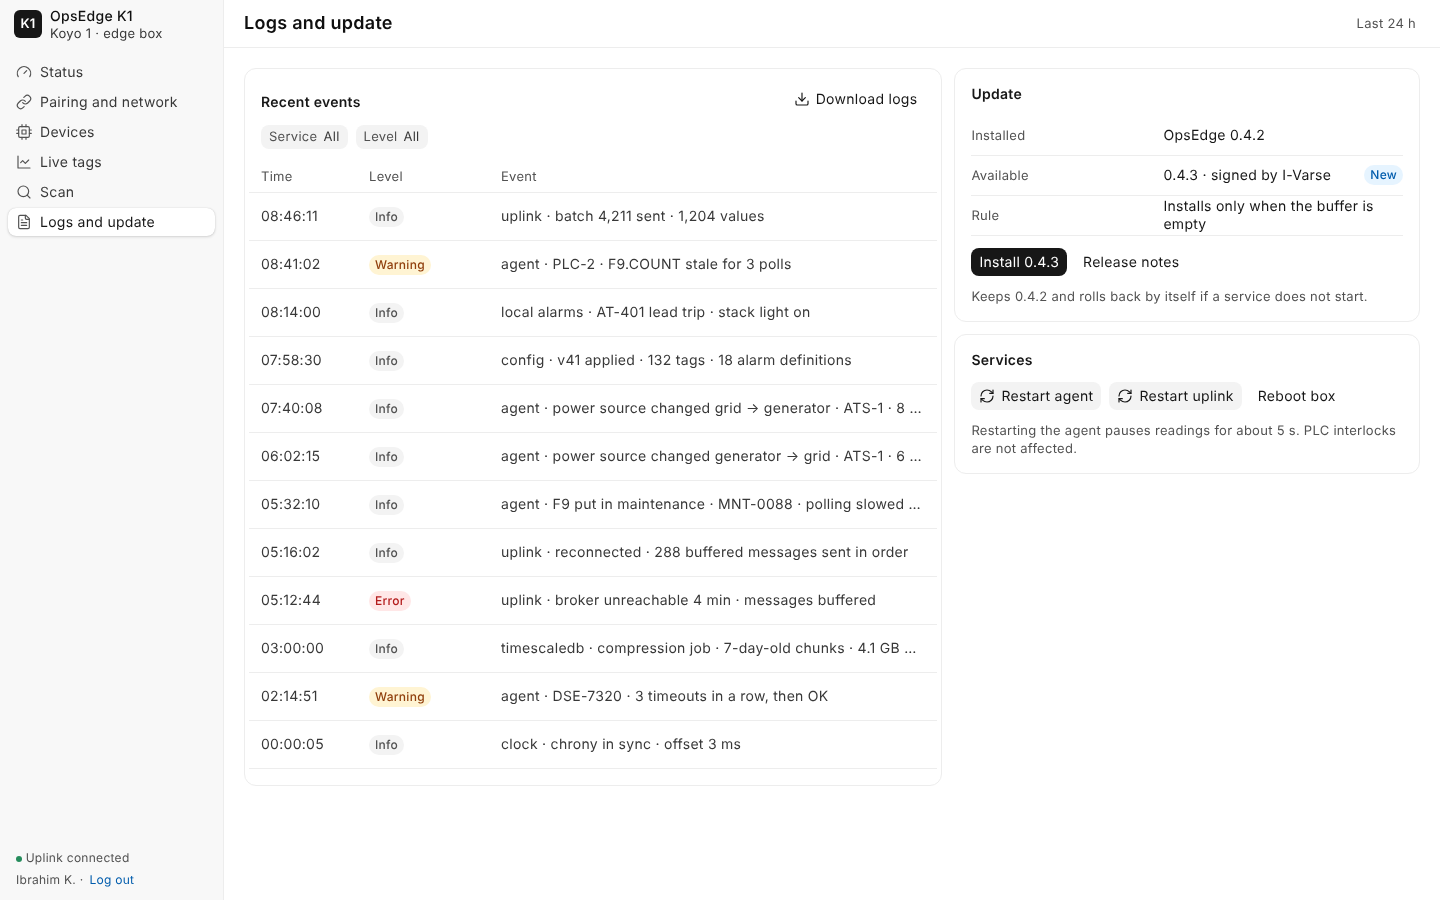 K1
OpsEdge K1
Koyo 1 · edge box
Status
Pairing and network
Devices
Live tags
Scan
Logs and update
Uplink connected
Ibrahim K. · Log out
Logs and update
Last 24 h
Recent events
Download logs
Service All Level All
Time Level Event
08:46:11 Info uplink · batch 4,211 sent · 1,204 values
08:41:02 Warning agent · PLC-2 · F9.COUNT stale for 3 polls
08:14:00 Info local alarms · AT-401 lead trip · stack light on
07:58:30 Info config · v41 applied · 132 tags · 18 alarm definitions
07:40:08 Info agent · power source changed grid → generator · ATS-1 · 8 ...
06:02:15 Info agent · power source changed generator → grid · ATS-1 · 6 ...
05:32:10 Info agent · F9 put in maintenance · MNT-0088 · polling slowed ...
05:16:02 Info uplink · reconnected · 288 buffered messages sent in order
05:12:44 Error uplink · broker unreachable 4 min · messages buffered
03:00:00 Info timescaledb · compression job · 7-day-old chunks · 4.1 GB ...
02:14:51 Warning agent · DSE-7320 · 3 timeouts in a row, then OK
00:00:05 Info clock · chrony in sync · offset 3 ms
Update
Installed OpsEdge 0.4.2
Available 0.4.3 · signed by I-Varse New
Rule Installs only when the buffer is
empty
Install 0.4.3 Release notes
Keeps 0.4.2 and rolls back by itself if a service does not start.
Services
Restart agent Restart uplink Reboot box
Restarting the agent pauses readings for about 5 s. PLC interlocks
are not affected.